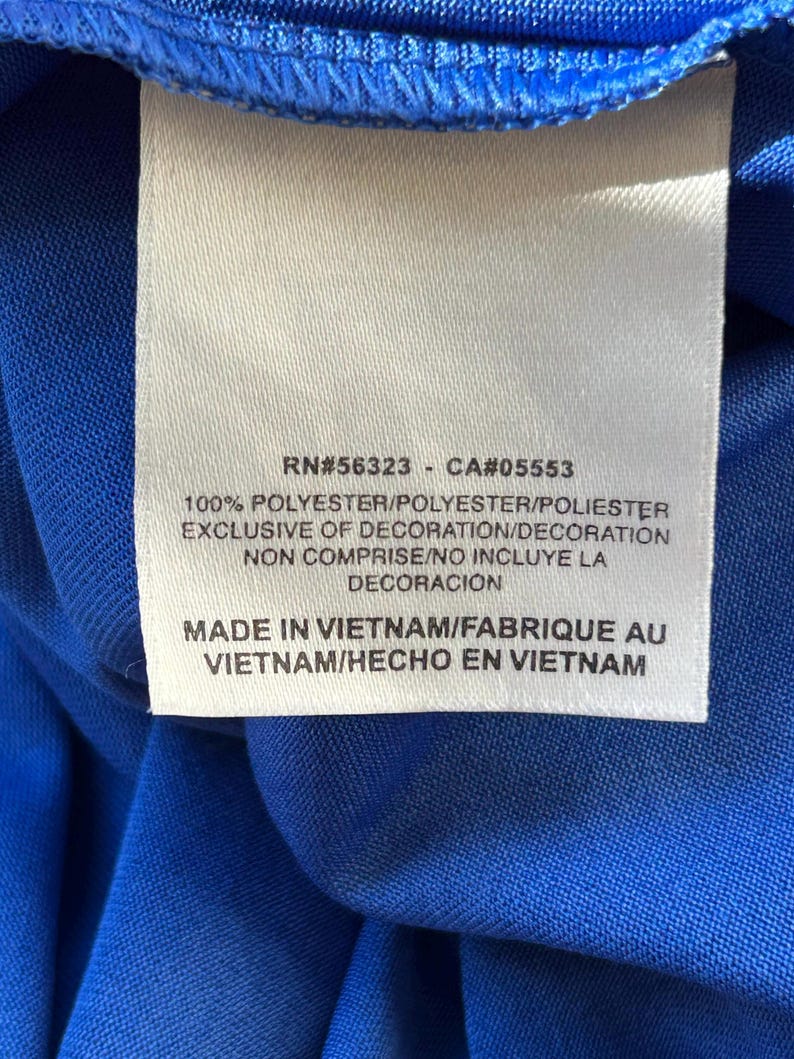 RN#56323 - CA#05553
100% POLYESTER/POLYESTER/POLIESTER
EXCLUSIVE OF DECORATION/DECORATION
NON COMPRISE/NO INCLUYE LA
DECORACION
MADE IN VIETNAM/FABRIQUE AU
VIETNAM/HECHO EN VIETNAM